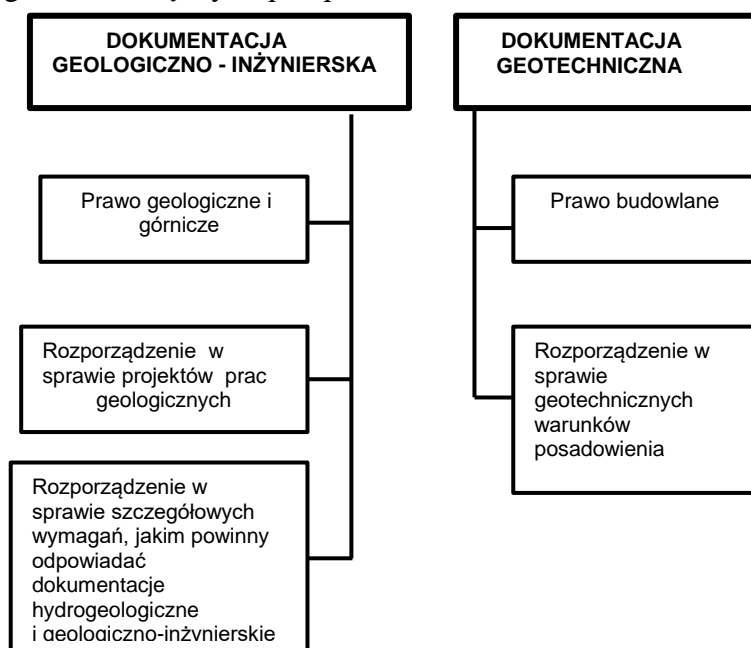 DOKUMENTACJA
GEOLOGICZNO - INŻYNIERSKA
Prawo geologiczne i
górnicze
Rozporządzenie w
sprawie projektów prac
geologicznych
Rozporządzenie w
sprawie szczegółowych
wymagań, jakim powinny
odpowiadać
dokumentacje
hydrogeologiczne
i geologiczno-inżynierskie
DOKUMENTACJA
GEOTECHNICZNA
Prawo budowlane
Rozporządzenie w
sprawie
geotechnicznych
warunków
posadowienia